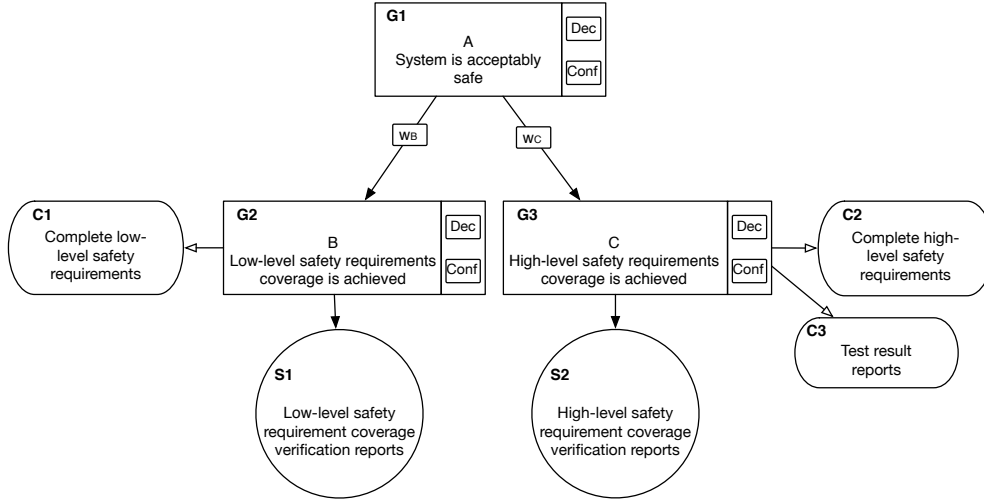 G1
Dec
A
System is acceptably
safe
Conf
wB
wC
C1
Complete low-
level safety
requirements
G2
Dec
B
Low-level safety requirements
coverage is achieved
Conf
G3
Dec
C
High-level safety requirements
coverage is achieved
Conf
C2
Complete high-
level safety
requirements
C3
Test result
reports
S1
Low-level safety
requirement coverage
verification reports
S2
High-level safety
requirement coverage
verification reports